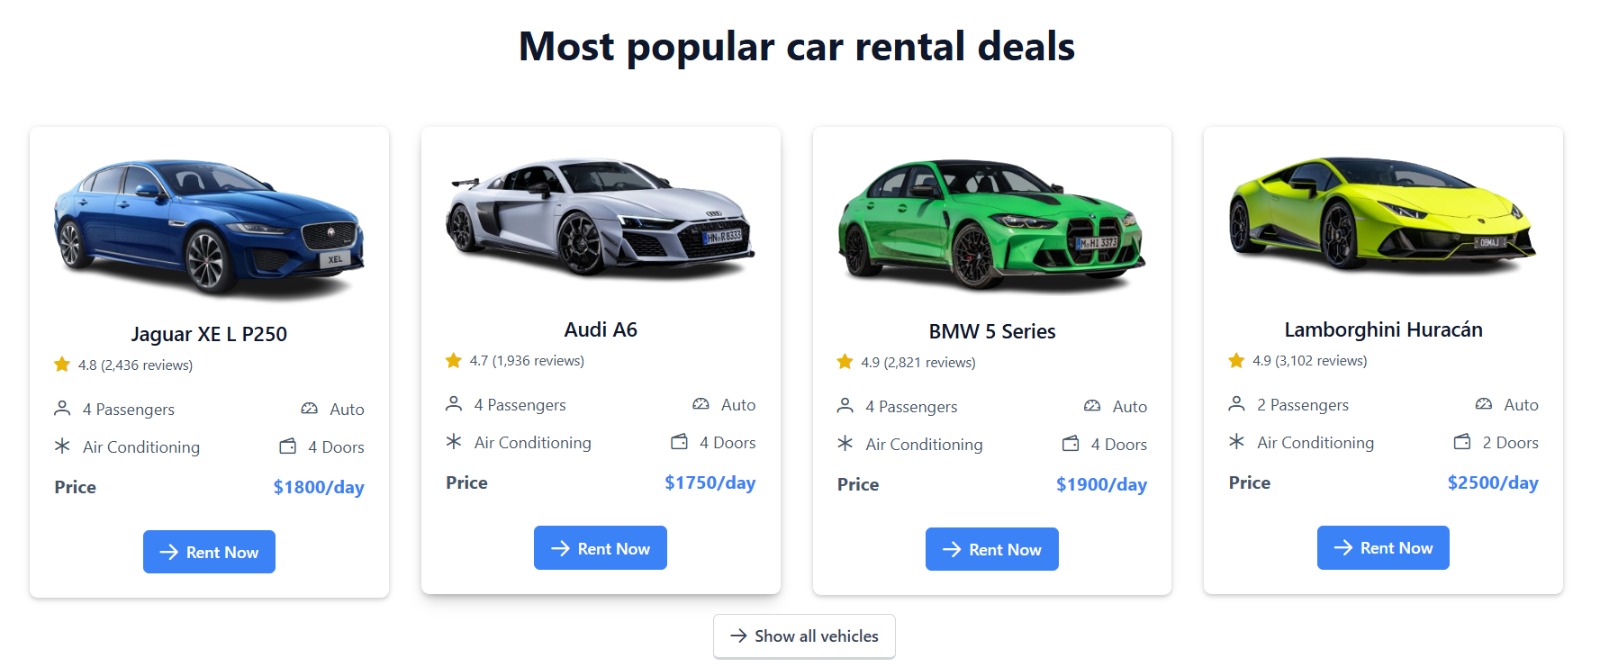 Most popular car rental deals
XEL
Jaguar XE L P250
4.8 (2,436 reviews)
4 Passengers
Auto
Air Conditioning
4 Doors
Price
$1800/day
Rent Now
HN R8333
Audi A6
4.7 (1,936 reviews)
4 Passengers
Auto
Air Conditioning
4 Doors
Price
$1750/day
Rent Now
BMW 5 Series
4.9 (2,821 reviews)
4 Passengers
Auto
Air Conditioning
4 Doors
Price
$1900/day
Rent Now
Lamborghini Huracán
4.9 (3,102 reviews)
2 Passengers
Auto
Air Conditioning
2 Doors
Price
$2500/day
Rent Now
Show all vehicles